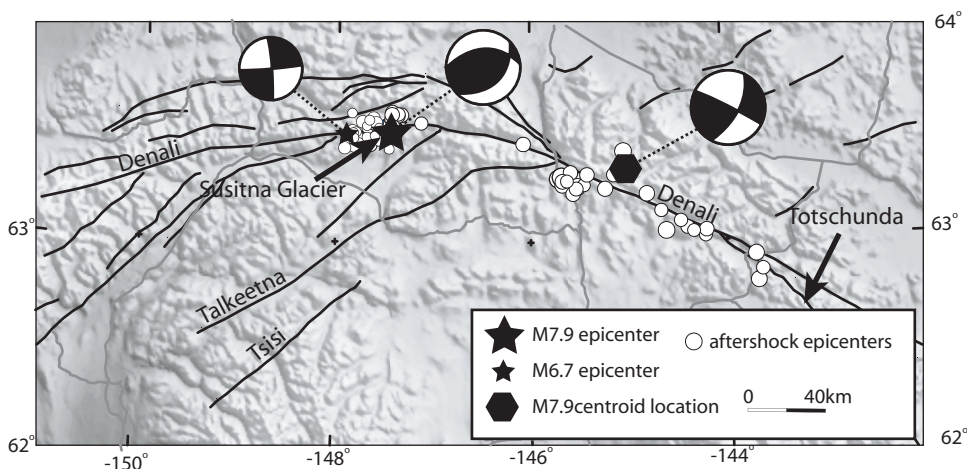 64°
Denali
Susitna Glacier
Denali
63°
63°
Totschunda
Talkeetna
Tsisi
M7.9 epicenter
aftershock epicenters
M6.7 epicenter
M7.9centroid location
0 40km
62°
62°
-150°
-148°
-146°
-144°